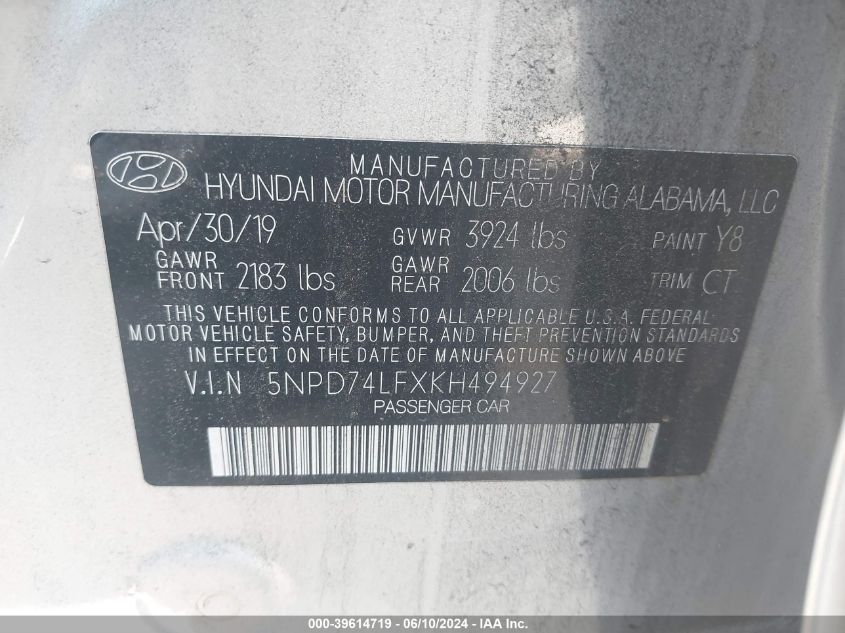 MANUFACTURED BY
HYUNDAI MOTOR MANUFACTURING ALABAMA, LLC
Apr/30/19 GVWR 3924 lbs PAINT Y8
GAWR FRONT 2183 lbs GAWR REAR 2006 lbs TRIM CT
THIS VEHICLE CONFORMS TO ALL APPLICABLE U.S.A. FEDERAL
MOTOR VEHICLE SAFETY, BUMPER, AND THEFT PREVENTION STANDARDS
IN EFFECT ON THE DATE OF MANUFACTURE SHOWN ABOVE
V.I.N 5NPD74LFXKH494927
PASSENGER CAR
000-39614719 - 06/10/2024 - IAA Inc.